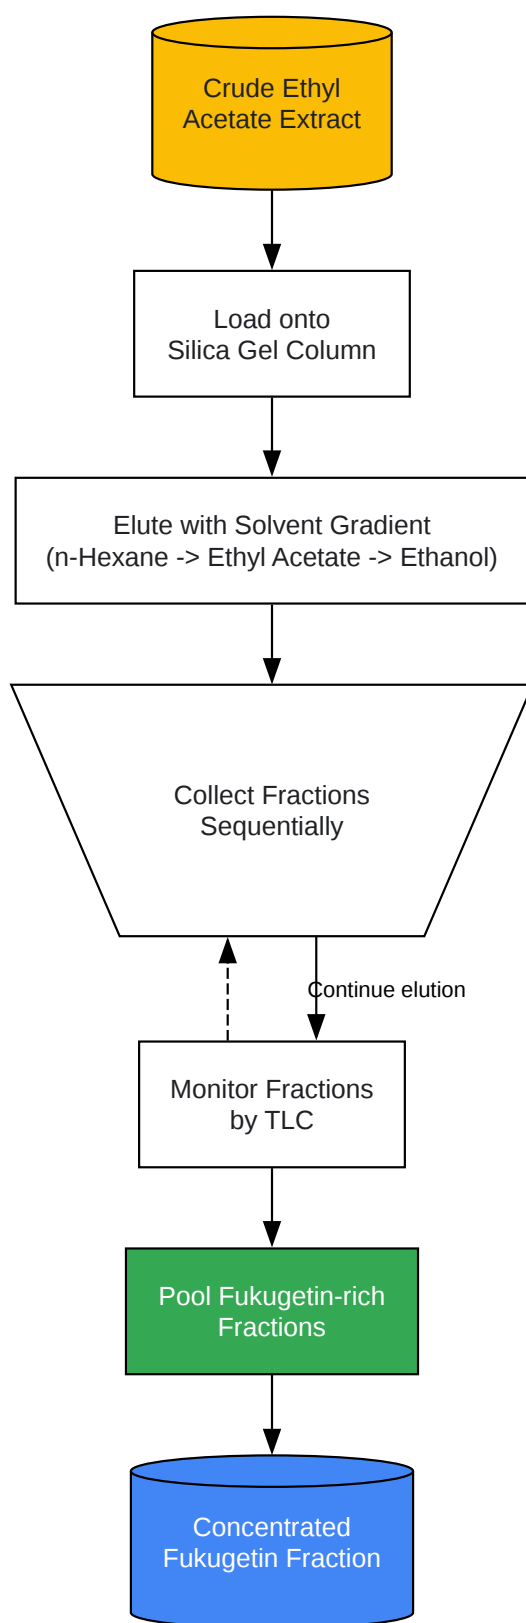 Crude Ethyl
Acetate Extract
Load onto
Silica Gel Column
Elute with Solvent Gradient
(n-Hexane -> Ethyl Acetate -> Ethanol)
Collect Fractions
Sequentially
Continue elution
Monitor Fractions
by TLC
Pool Fukugetin-rich
Fractions
Concentrated
Fukugetin Fraction